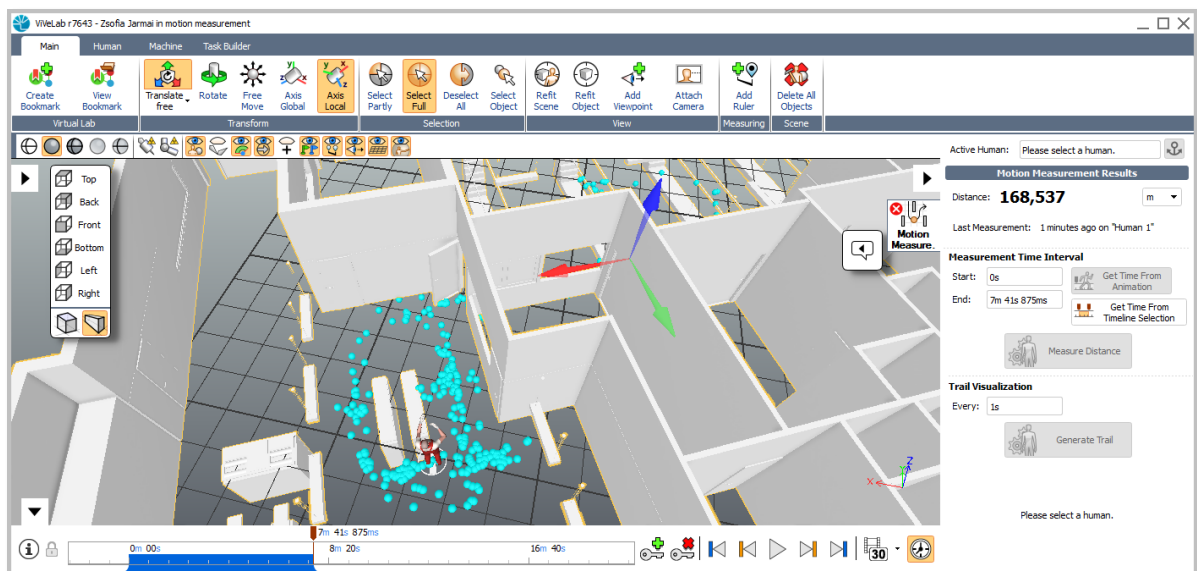 ViVeLab r7643 - Zsofia Jarmai in motion measurement
Main Human Machine Task Builder
Create Bookmark
View Bookmark
Translate free
Rotate
Free Move
Axis Global
Axis Local
Select Partly
Select Full
Deselect All
Select Object
Refit Scene
Refit Object
Add Viewpoint
Attach Camera
Add Ruler
Delete All Objects
Virtual Lab Transform Selection View Measuring Scene
Top
Back
Front
Bottom
Left
Right
Motion
Measure.
Active Human: Please select a human.
Motion Measurement Results
Distance: 168,537 m
Last Measurement: 1 minutes ago on "Human 1"
Measurement Time Interval
Start: 0s
Get Time From Animation
End: 7m 41s 875ms
Get Time From Timeline Selection
Measure Distance
Trail Visualization
Every: 1s
Generate Trail
Please select a human.
z
x
7m 41s 875ms
0m 00s 8m 20s 16m 40s
30